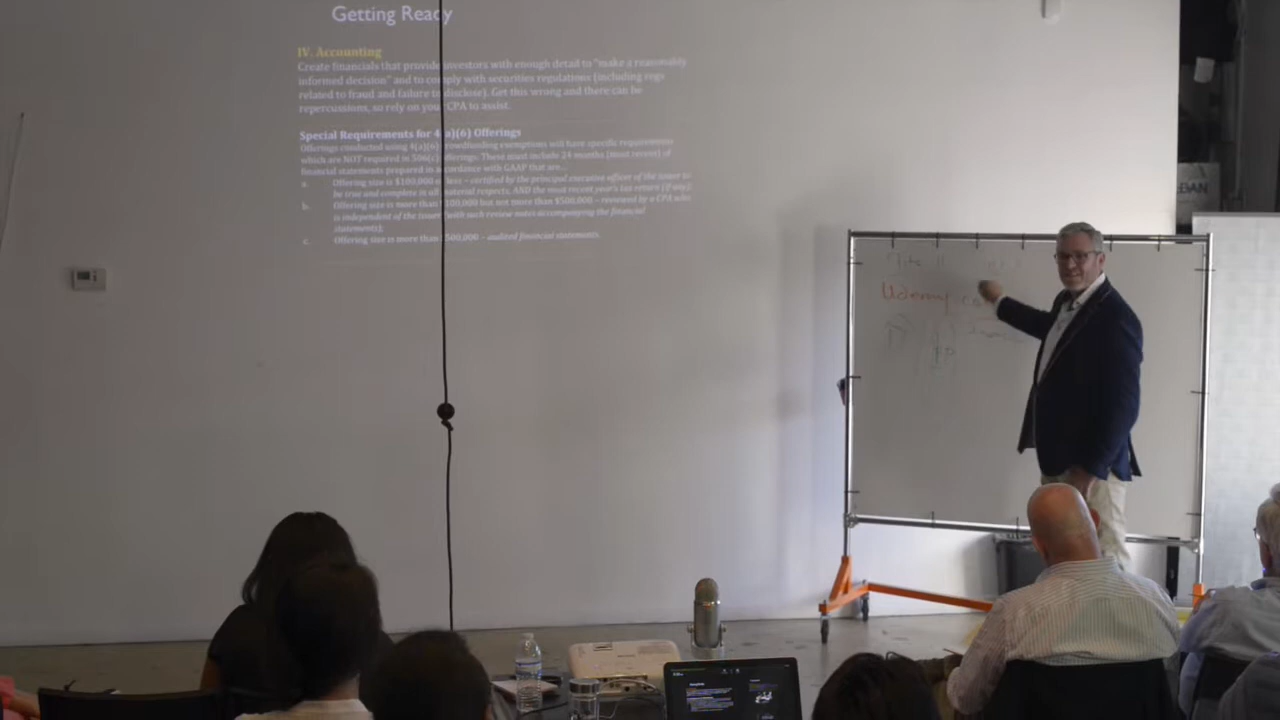 Getting Ready
IV. Accounting
Create financials that provide investors with enough detail to "make a reasonably
informed decision" and to comply with securities regulations (including regs
related to fraud and failure to disclose). Get this wrong and there can be
repercussions, so rely on your CPA to assist.
Special Requirements for 4(a)(6) Offerings
Offerings conducted using 4(a)(6) crowdfunding exemptions will have specific requirements
which are NOT required in 506(c) offerings. These must include 24 months (most recent) of
financial statements prepared in accordance with GAAP that are...
a. Offering size is $100,000 or less – certified by the principal executive officer of the issuer to
be true and complete in all material respects, AND the most recent year's tax return (if any);
b. Offering size is more than $100,000 but not more than $500,000 – reviewed by a CPA who
is independent of the issuer (with such review notes accompanying the financial
statements);
c. Offering size is more than $500,000 – audited financial statements.
Title II
Udemy.co